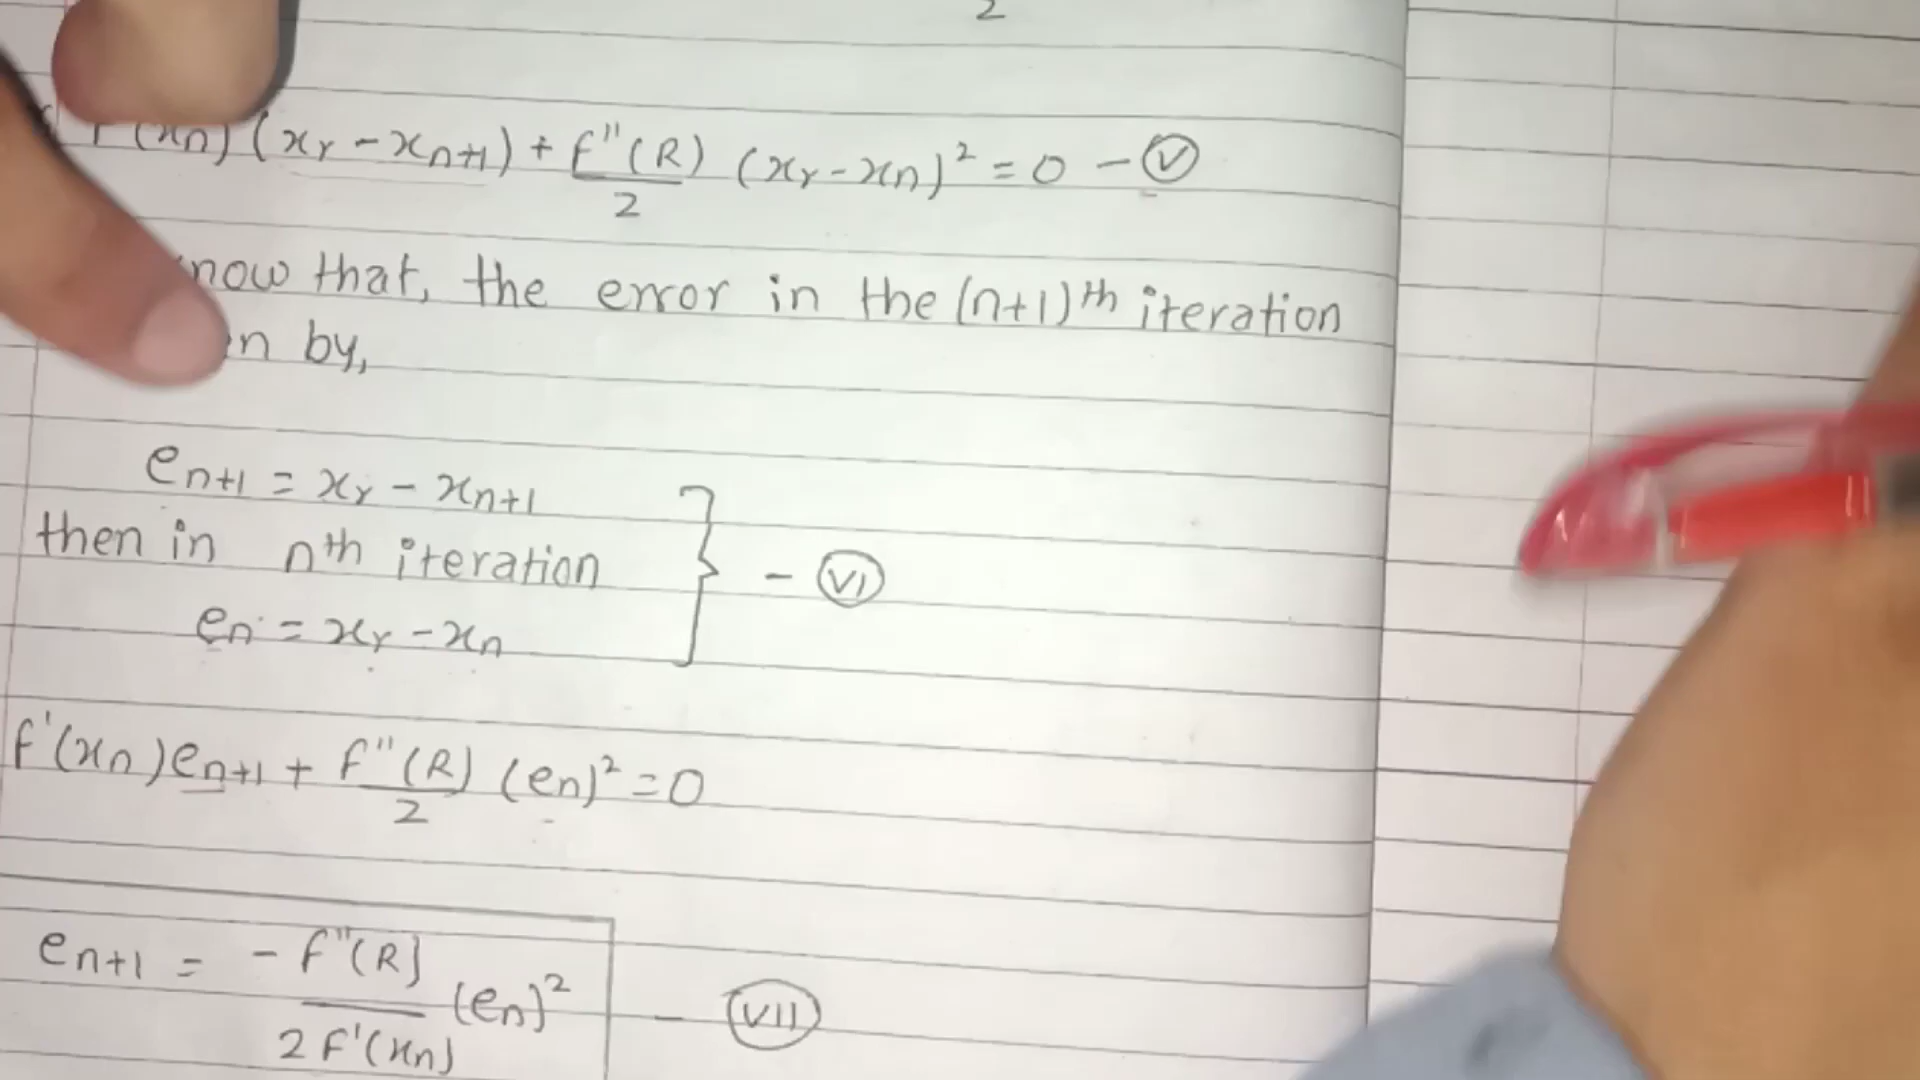 2
f'(xn) (xr - xn+1) + f''(R)/2 (xr - xn)² = 0 - (V)
that, the error in the (n+1)th iteration
by,
en+1 = xr - xn+1
then in nth iteration - (VI)
en = xr - xn
f'(xn)en+1 + f''(R)/2 (en)² = 0
en+1 = -f''(R)/2f'(xn) (en)² - (VII)